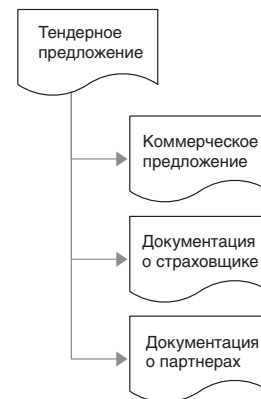 Тендерное
предложение
Коммерческое
предложение
Документация
о страховщике
Документация
о партнерах